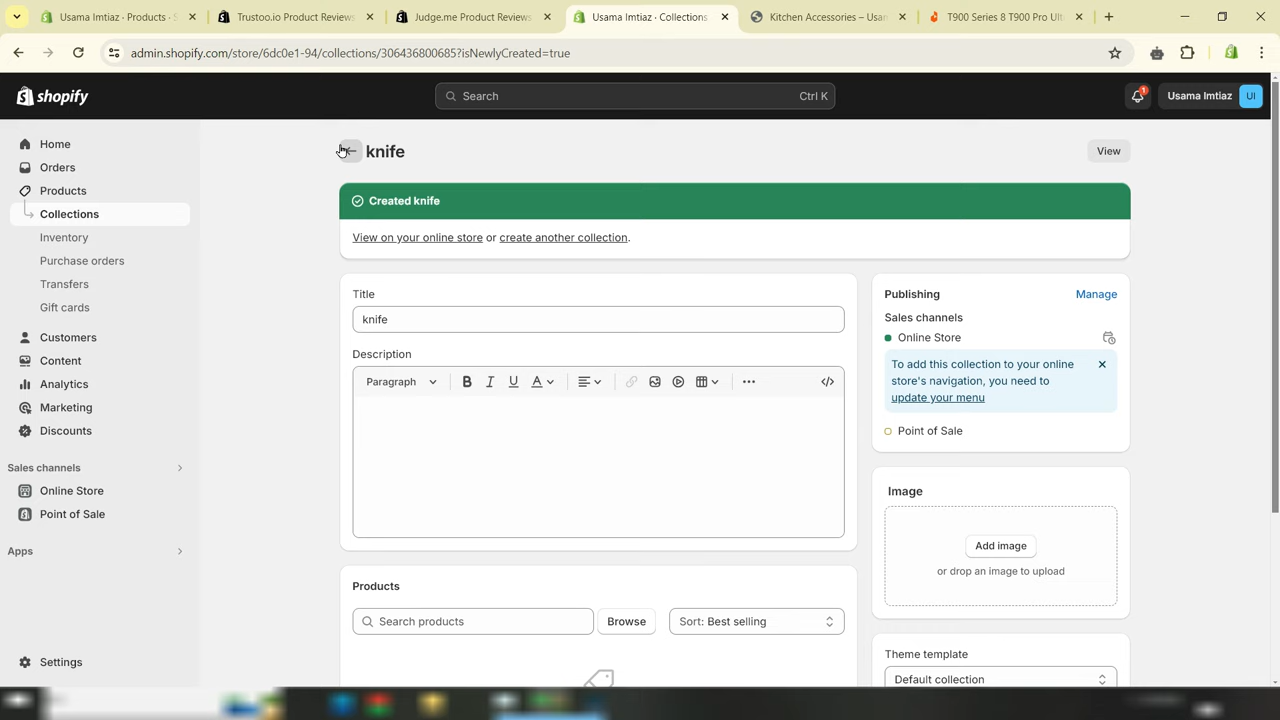 Usama Imtiaz · Products · S
Trustoo.io Product Reviews
Judge.me Product Reviews
Usama Imtiaz · Collections
Kitchen Accessories – Usam
T900 Series 8 T900 Pro Ult
admin.shopify.com/store/6dc0e1-94/collections/306436800685?isNewlyCreated=true
shopify
Search
Ctrl K
1
Usama Imtiaz
UI
Home
Orders
Products
Collections
Inventory
Purchase orders
Transfers
Gift cards
Customers
Content
Analytics
Marketing
Discounts
Sales channels
Online Store
Point of Sale
Apps
Settings
knife
View
Created knife
View on your online store or create another collection.
Title
knife
Description
Paragraph
B I U A
Products
Search products
Browse
Sort: Best selling
Publishing
Manage
Sales channels
Online Store
To add this collection to your online
store's navigation, you need to
update your menu
Point of Sale
Image
Add image
or drop an image to upload
Theme template
Default collection